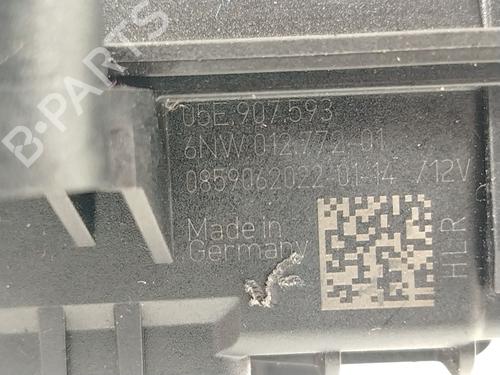 B-PARTS
05E.907.593
6NW.012.772-01
0859062022 01-14 /12V
Made in
Germany
HLR